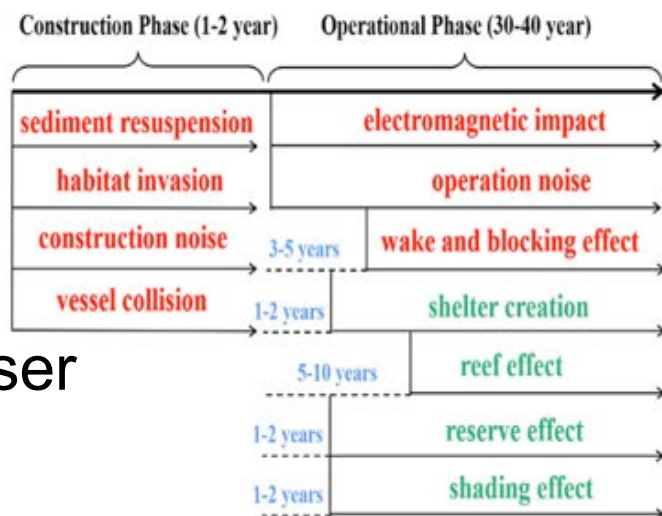 Construction Phase (1-2 year) Operational Phase (30-40 year)
sediment resuspension electromagnetic impact
habitat invasion operation noise
construction noise 3-5 years wake and blocking effect
vessel collision 1-2 years shelter creation
ser 5-10 years reef effect
1-2 years reserve effect
1-2 years shading effect